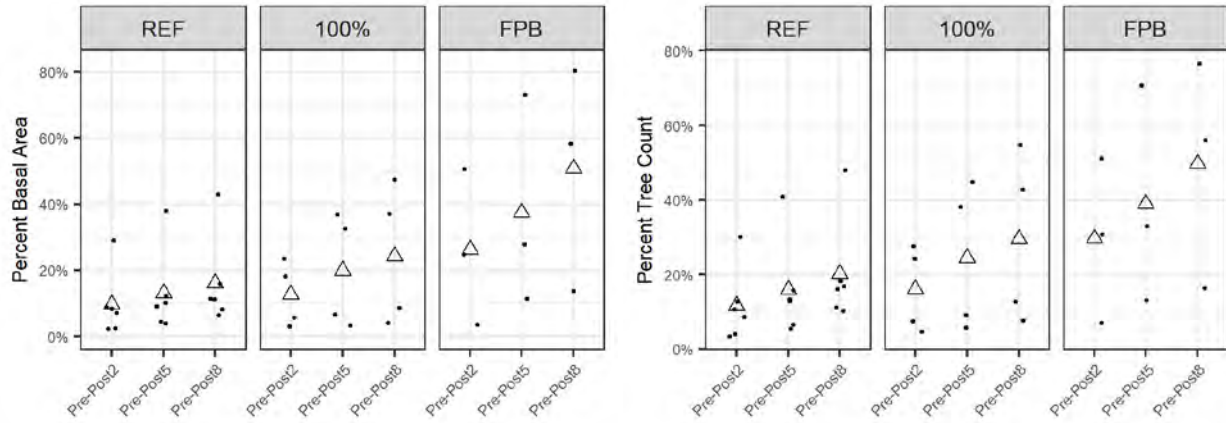 REF 100% FPB
Percent Basal Area
80%
60%
40%
20%
0%
Pre-Post2 Pre-Post5 Pre-Post8 Pre-Post2 Pre-Post5 Pre-Post8 Pre-Post2 Pre-Post5 Pre-Post8
REF 100% FPB
Percent Tree Count
80%
60%
40%
20%
0%
Pre-Post2 Pre-Post5 Pre-Post8 Pre-Post2 Pre-Post5 Pre-Post8 Pre-Post2 Pre-Post5 Pre-Post8